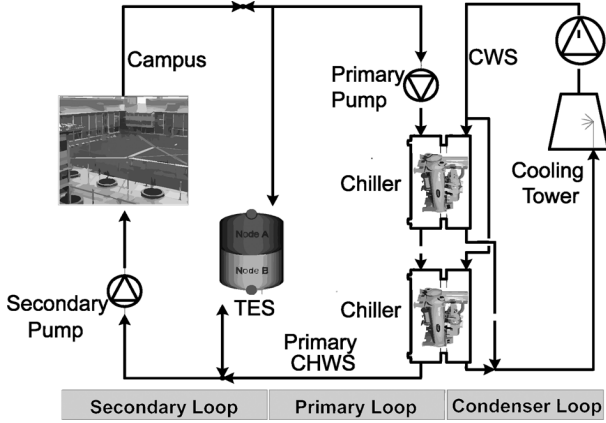 Campus
Primary
Pump
CWS
Chiller
Cooling
Tower
Node A
Node B
TES
Secondary
Pump
Chiller
Primary
CHWS
Secondary Loop
Primary Loop
Condenser Loop